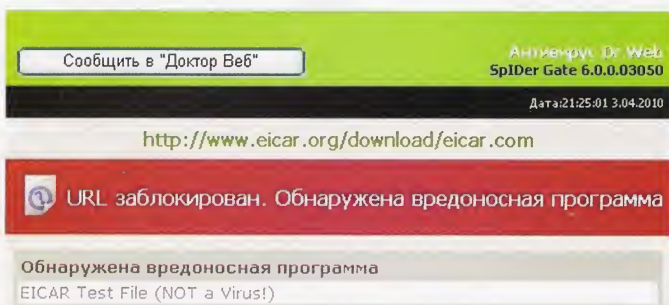 Сообщить в "Доктор Веб"
Антивирус Dr.Web
SpIDer Gate 6.0.0.03050
Дата:21:25:01 3.04.2010
http://www.eicar.org/download/eicar.com
URL заблокирован. Обнаружена вредоносная программа
Обнаружена вредоносная программа
EICAR Test File (NOT a Virus!)